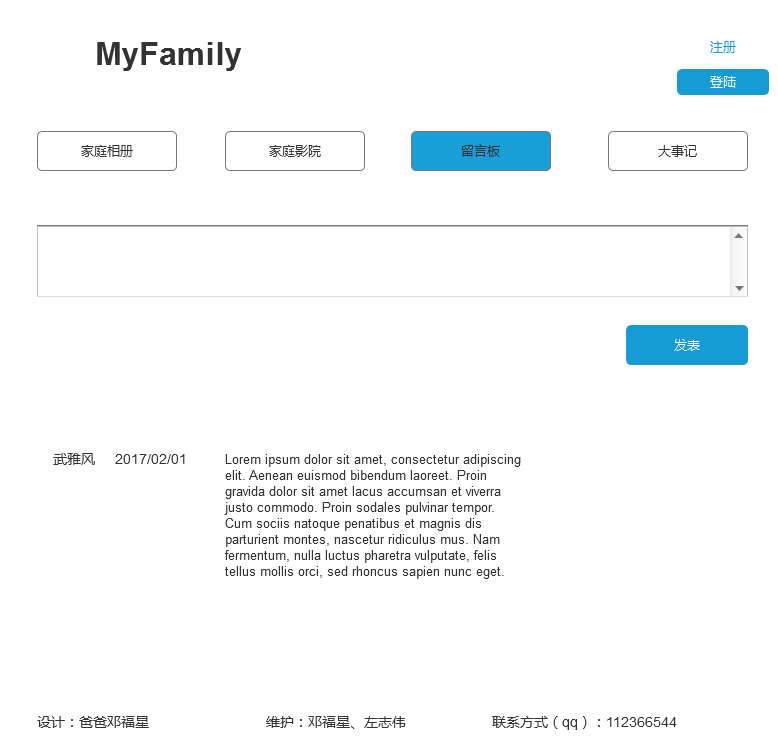 MyFamily
注册
登陆
家庭相册
家庭影院
留言板
大事记
发表
武雅风
2017/02/01
Lorem ipsum dolor sit amet, consectetur adipiscing
elit. Aenean euismod bibendum laoreet. Proin
gravida dolor sit amet lacus accumsan et viverra
justo commodo. Proin sodales pulvinar tempor.
Cum sociis natoque penatibus et magnis dis
parturient montes, nascetur ridiculus mus. Nam
fermentum, nulla luctus pharetra vulputate, felis
tellus mollis orci, sed rhoncus sapien nunc eget.
设计：爸爸邓福星
维护：邓福星、左志伟
联系方式（qq）：112366544